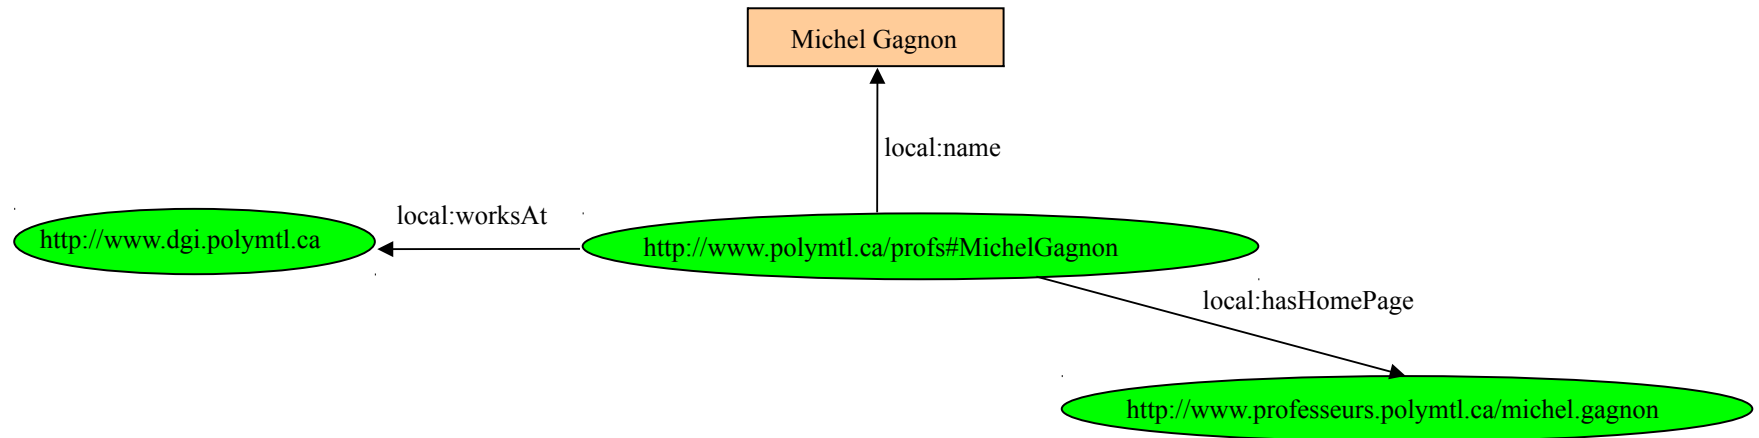 Michel Gagnon
local:name
local:worksAt
http://www.dgi.polymtl.ca
http://www.polymtl.ca/profs#MichelGagnon
local:hasHomePage
http://www.professeurs.polymtl.ca/michel.gagnon